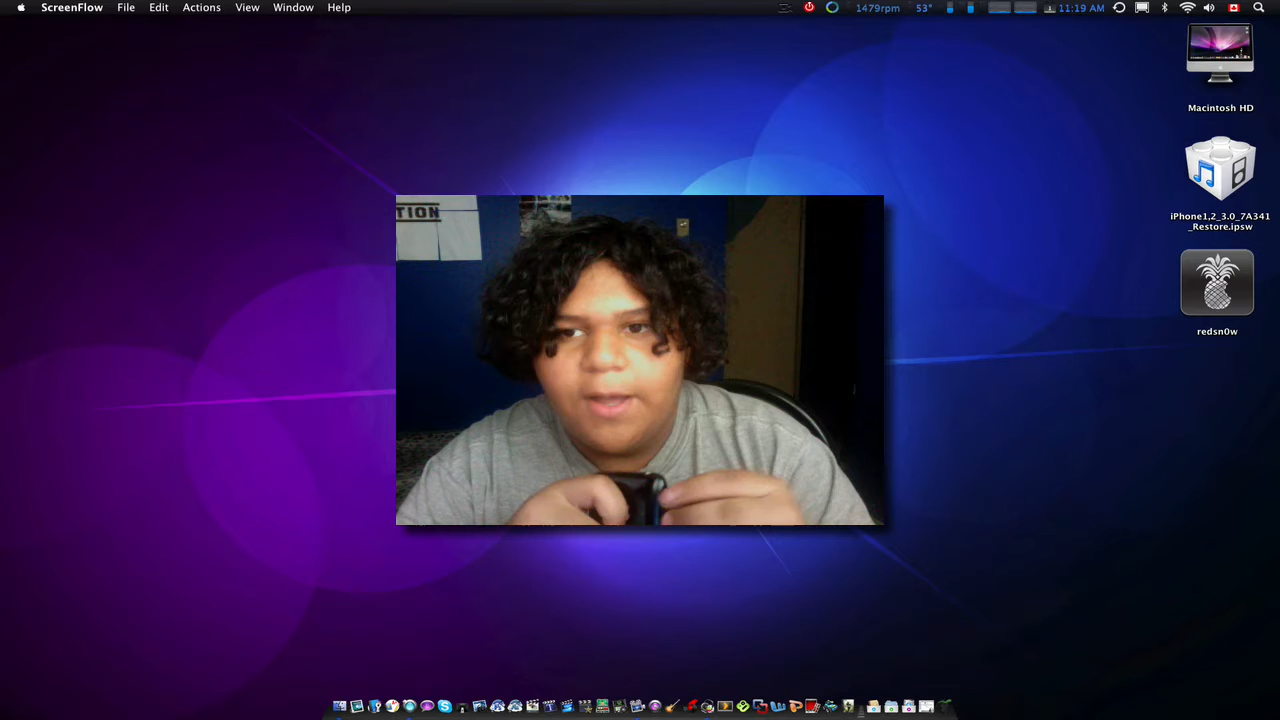 ScreenFlow File Edit Actions View Window Help 1479rpm 53° 11:19 AM
Macintosh HD
iPhone1,2_3.0_7A341
_Restore.ipsw
redsn0w
TION